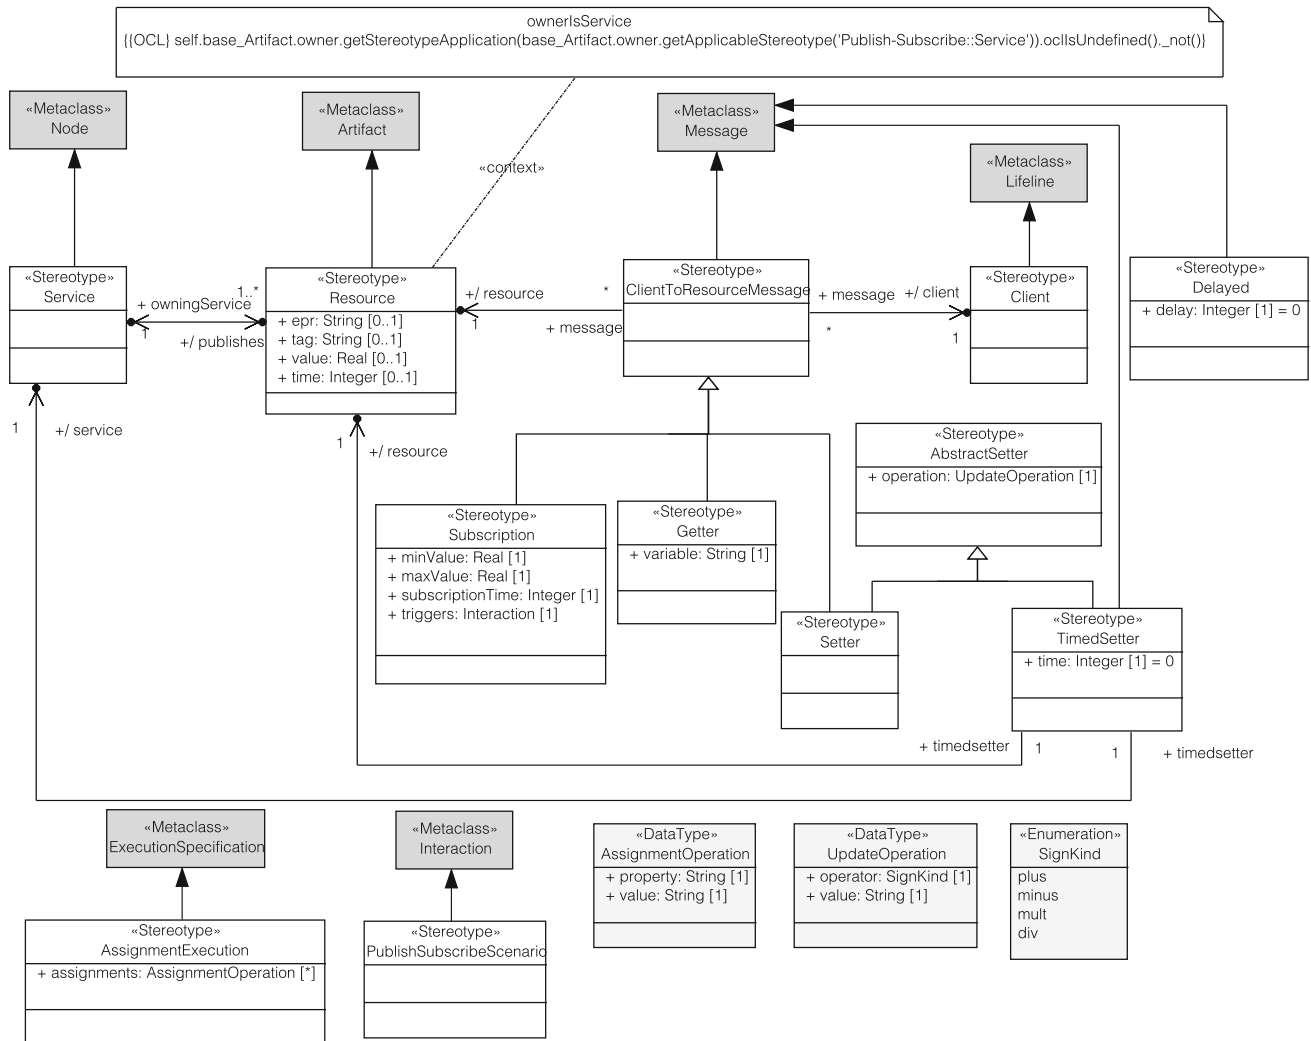 ownerIsService
{{OCL} self.base_Artifact.owner.getStereotypeApplication(base_Artifact.owner.getApplicableStereotype('Publish-Subscribe::Service')).oclIsUndefined()._not()}
«Metaclass»
Node
«Metaclass»
Artifact
«Metaclass»
Message
«context»
«Metaclass»
Lifeline
«Stereotype»
Service
+ owningService
1
1..*
+/ publishes
«Stereotype»
Resource
+ epr: String [0..1]
+ tag: String [0..1]
+ value: Real [0..1]
+ time: Integer [0..1]
+/ resource
1
*
+ message
«Stereotype»
ClientToResourceMessage
+ message
*
+/ client
1
«Stereotype»
Client
«Stereotype»
Delayed
+ delay: Integer [1] = 0
1
+/ service
1
+/ resource
«Stereotype»
AbstractSetter
+ operation: UpdateOperation [1]
«Stereotype»
Subscription
+ minValue: Real [1]
+ maxValue: Real [1]
+ subscriptionTime: Integer [1]
+ triggers: Interaction [1]
«Stereotype»
Getter
+ variable: String [1]
«Stereotype»
Setter
«Stereotype»
TimedSetter
+ time: Integer [1] = 0
+ timedsetter
1
1
+ timedsetter
«Metaclass»
ExecutionSpecification
«Metaclass»
Interaction
«DataType»
AssignmentOperation
+ property: String [1]
+ value: String [1]
«DataType»
UpdateOperation
+ operator: SignKind [1]
+ value: String [1]
«Enumeration»
SignKind
plus
minus
mult
div
«Stereotype»
AssignmentExecution
+ assignments: AssignmentOperation [*]
«Stereotype»
PublishSubscribeScenario